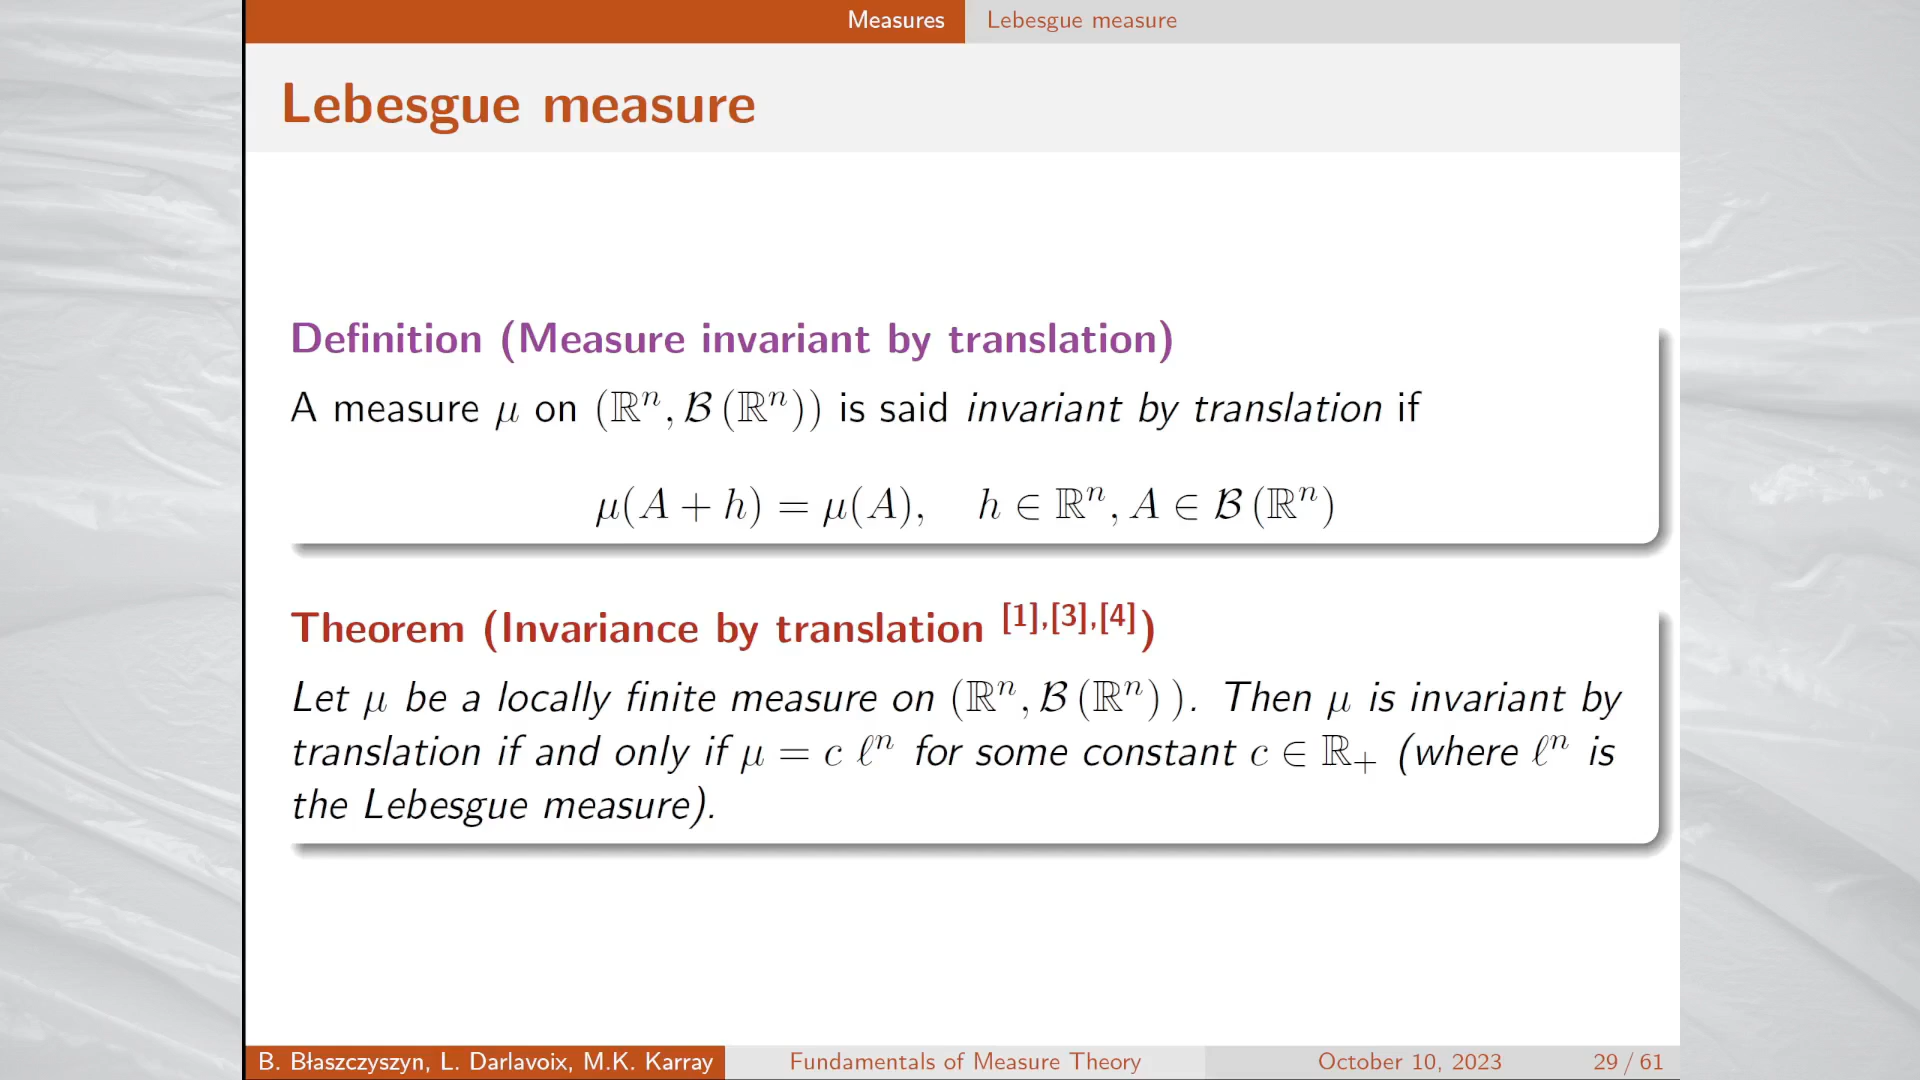 Measures Lebesgue measure
Lebesgue measure
Definition (Measure invariant by translation)
A measure μ on (ℝⁿ, ℬ(ℝⁿ)) is said invariant by translation if
μ(A + h) = μ(A), h ∈ ℝⁿ, A ∈ ℬ(ℝⁿ)
Theorem (Invariance by translation [1],[3],[4])
Let μ be a locally finite measure on (ℝⁿ, ℬ(ℝⁿ)). Then μ is invariant by
translation if and only if μ = c ℓⁿ for some constant c ∈ ℝ₊ (where ℓⁿ is
the Lebesgue measure).
B. Błaszczyszyn, L. Darlavoix, M.K. Karray Fundamentals of Measure Theory October 10, 2023 29 / 61